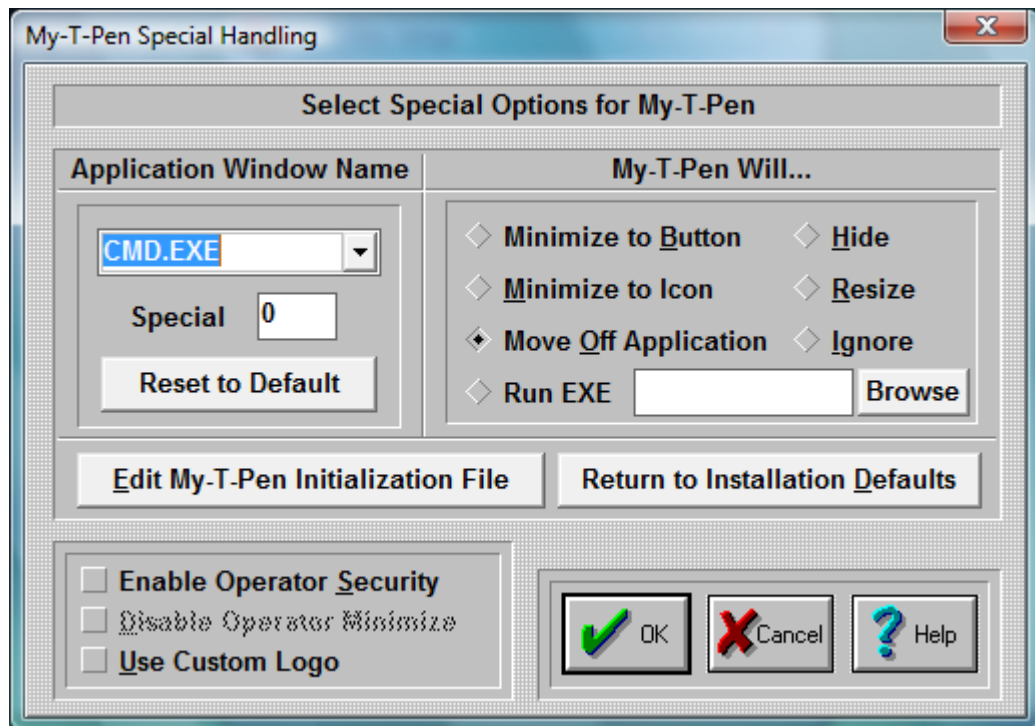 My-T-Pen Special Handling
X
Select Special Options for My-T-Pen
Application Window Name
My-T-Pen Will...
CMD.EXE
Special 0
Reset to Default
Minimize to Button
Hide
Minimize to Icon
Resize
Move Off Application
Ignore
Run EXE
Browse
Edit My-T-Pen Initialization File
Return to Installation Defaults
Enable Operator Security
Disable Operator Minimize
Use Custom Logo
OK
Cancel
? Help